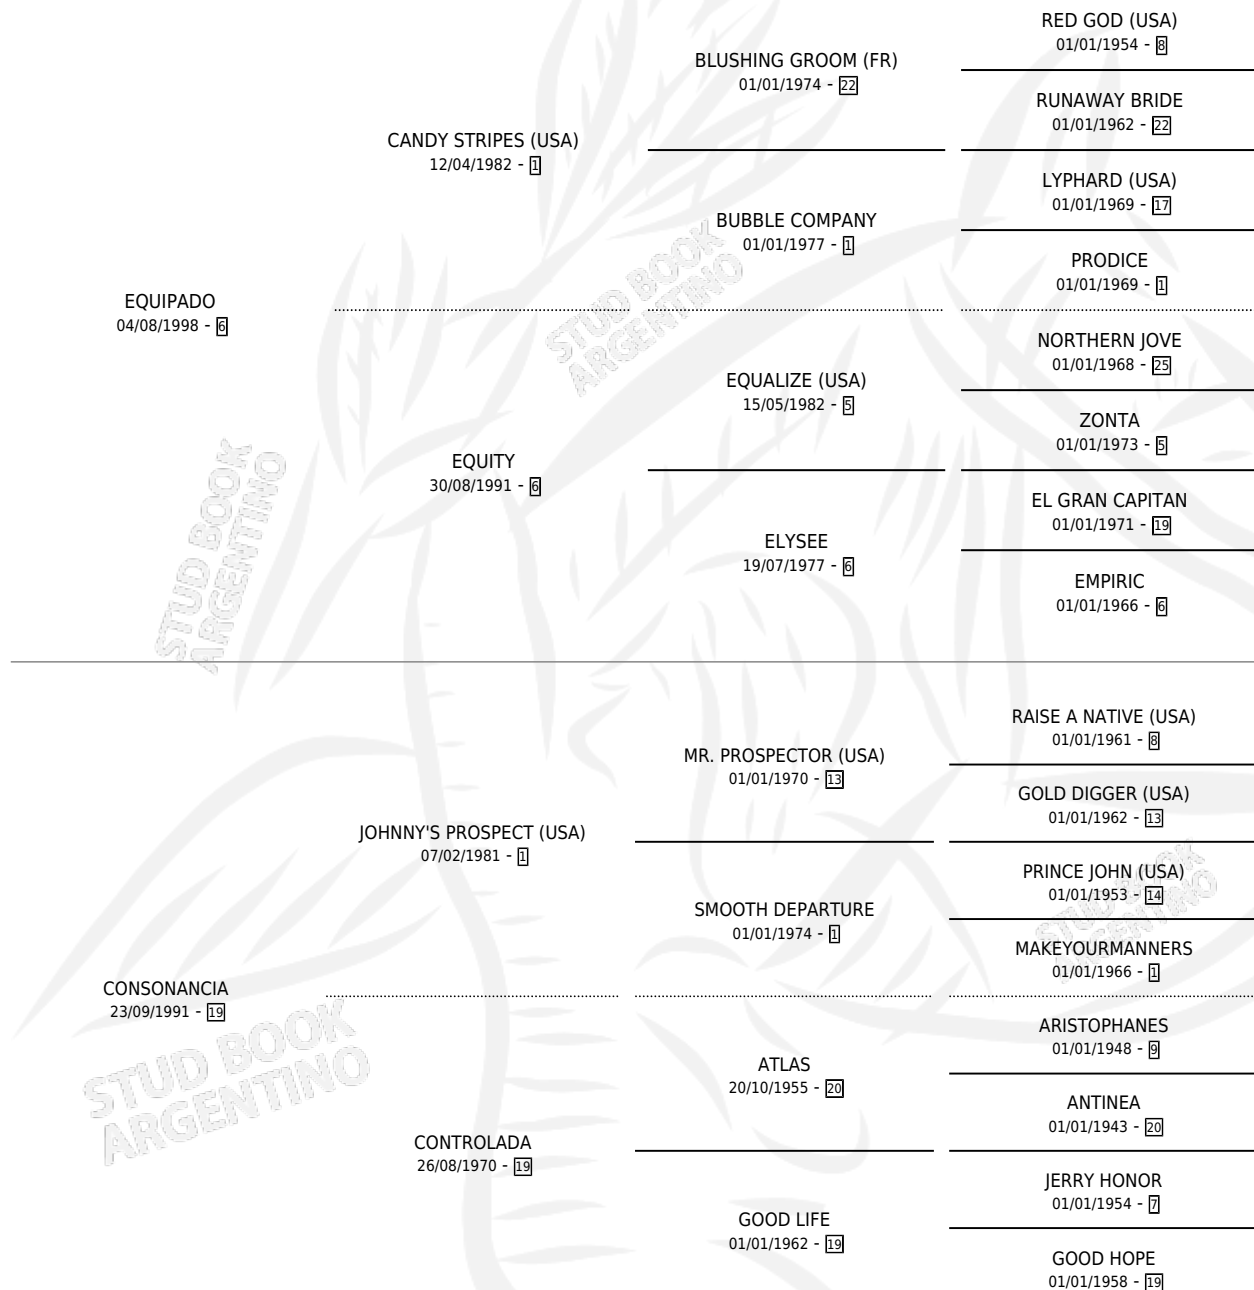 RED GOD (USA)
01/01/1954 - 8
BLUSHING GROOM (FR)
01/01/1974 - 22
RUNAWAY BRIDE
01/01/1962 - 22
CANDY STRIPES (USA)
12/04/1982 - 1
LYPHARD (USA)
01/01/1969 - 17
BUBBLE COMPANY
01/01/1977 - 1
PRODICE
01/01/1969 - 1
EQUIPADO
04/08/1998 - 6
STUD BOOK
ARGENTINO
NORTHERN JOVE
01/01/1968 - 25
EQUALIZE (USA)
15/05/1982 - 5
ZONTA
01/01/1973 - 5
EQUITY
30/08/1991 - 6
EL GRAN CAPITAN
01/01/1971 - 19
ELYSEE
19/07/1977 - 6
EMPIRIC
01/01/1966 - 6
STUD BOOK
ARGENTINO
RAISE A NATIVE (USA)
01/01/1961 - 8
MR. PROSPECTOR (USA)
01/01/1970 - 13
GOLD DIGGER (USA)
01/01/1962 - 13
JOHNNY'S PROSPECT (USA)
07/02/1981 - 1
PRINCE JOHN (USA)
01/01/1953 - 14
SMOOTH DEPARTURE
01/01/1974 - 1
STUD BOOK
ARGENTINO
MAKEYOURMANNERS
01/01/1966 - 1
CONSONANCIA
23/09/1991 - 19
STUD BOOK
ARGENTINO
ARISTOPHANES
01/01/1948 - 9
ATLAS
20/10/1955 - 20
ANTINEA
01/01/1943 - 20
CONTROLADA
26/08/1970 - 19
JERRY HONOR
01/01/1954 - 7
GOOD LIFE
01/01/1962 - 19
GOOD HOPE
01/01/1958 - 19